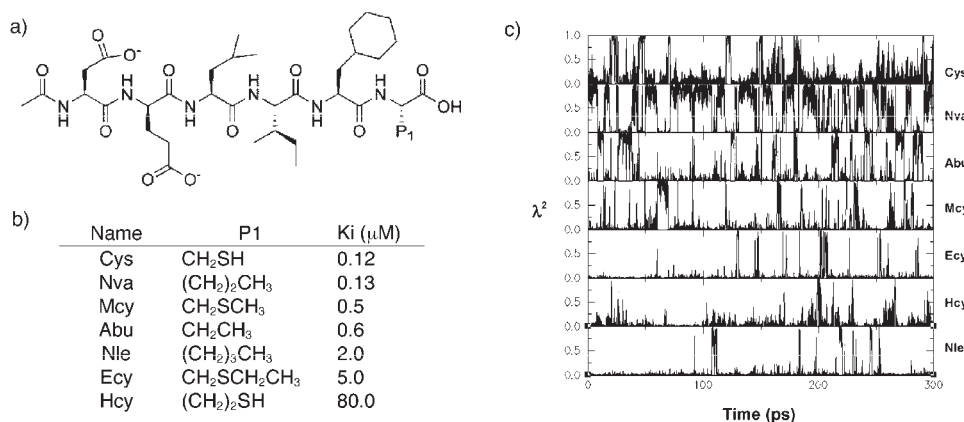 a)
O
O⁻
O
N
H
O
H
N
O
N
H
O
H
N
O
N
H
O
H
N
O
OH
P₁
O
O⁻
b)
Name P1 Ki (µM)
Cys CH₂SH 0.12
Nva (CH₂)₂CH₃ 0.13
Mcy CH₂SCH₃ 0.5
Abu CH₂CH₃ 0.6
Nle (CH₂)₃CH₃ 2.0
Ecy CH₂SCH₂CH₃ 5.0
Hcy (CH₂)₂SH 80.0
c)
1.0
0.5
0.0
Cys
0.5
0.0
Nva
0.5
0.0
Abu
0.5
0.0
Mcy
0.5
0.0
Ecy
0.5
0.0
Hcy
0.5
0.0
Nle
λ²
0 100 200 300
Time (ps)